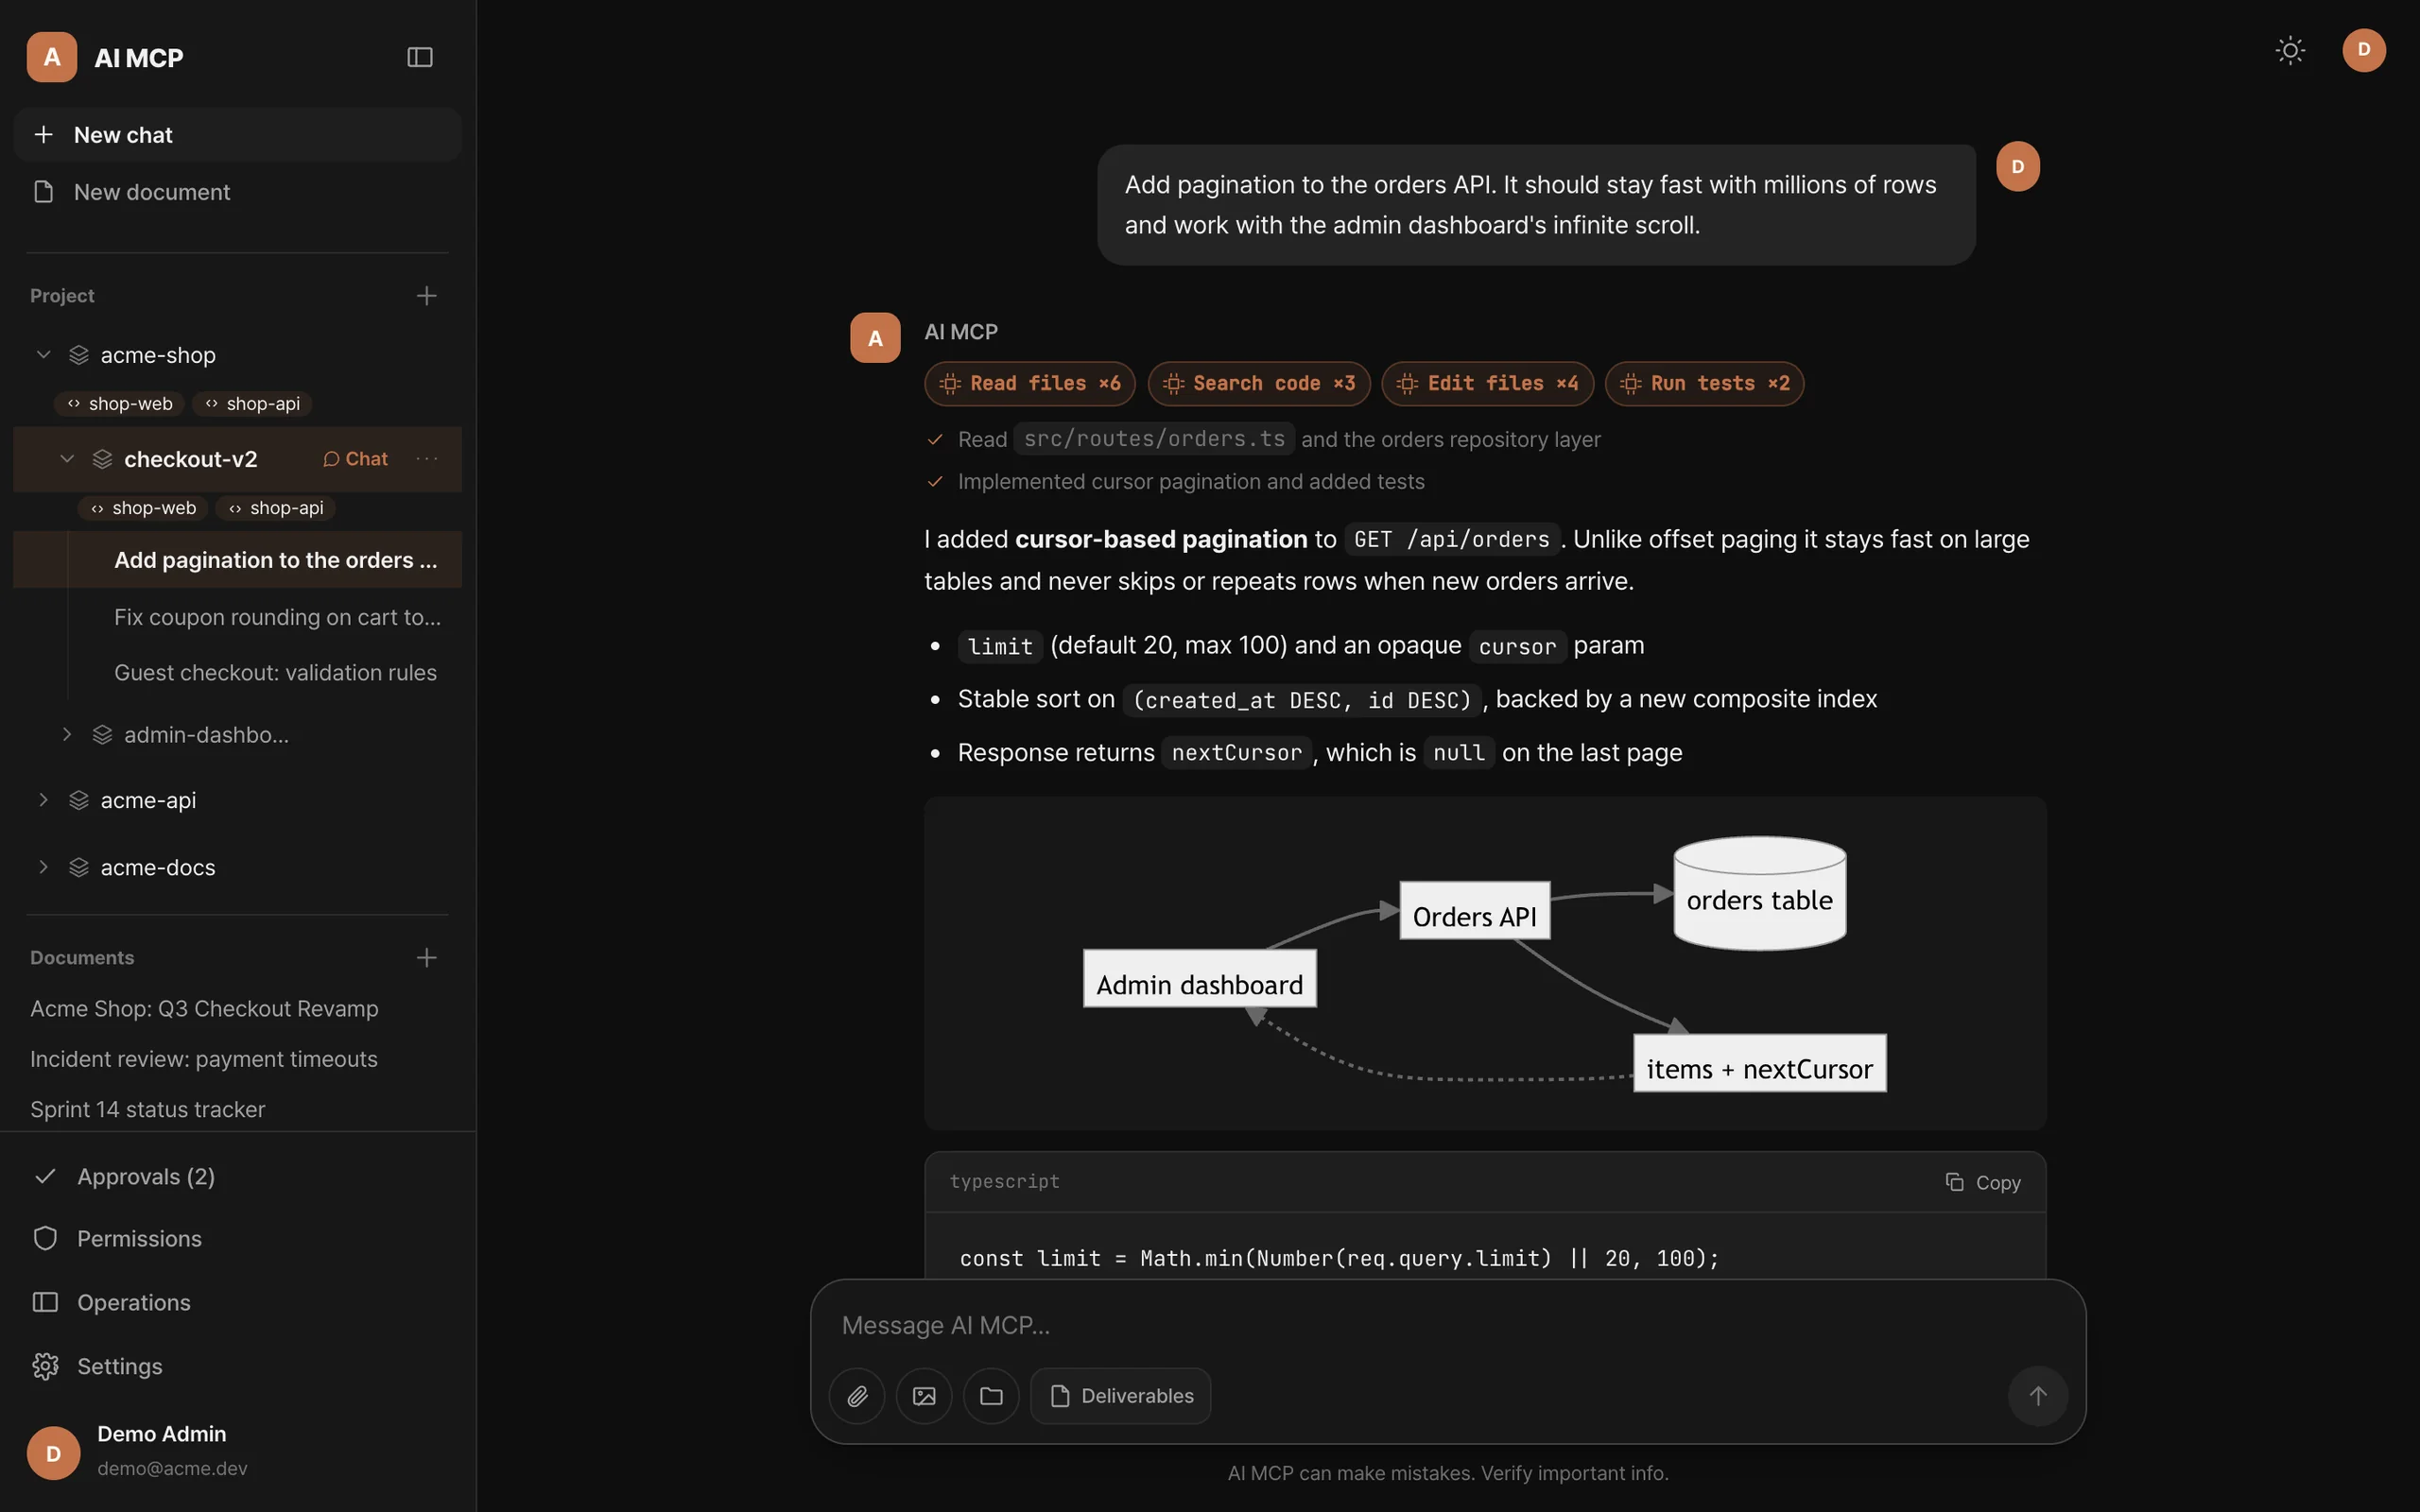 A AI MCP
New chat
New document
Project
acme-shop
shop-web shop-api
checkout-v2 Chat ...
shop-web shop-api
Add pagination to the orders ...
Fix coupon rounding on cart to...
Guest checkout: validation rules
admin-dashbo...
acme-api
acme-docs
Documents
Acme Shop: Q3 Checkout Revamp
Incident review: payment timeouts
Sprint 14 status tracker
Approvals (2)
Permissions
Operations
Settings
D Demo Admin
demo@acme.dev
D
Add pagination to the orders API. It should stay fast with millions of rows
and work with the admin dashboard's infinite scroll.
D
A AI MCP
Read files ×6 Search code ×3 Edit files ×4 Run tests ×2
Read src/routes/orders.ts and the orders repository layer
Implemented cursor pagination and added tests
I added cursor-based pagination to GET /api/orders. Unlike offset paging it stays fast on large
tables and never skips or repeats rows when new orders arrive.
• limit (default 20, max 100) and an opaque cursor param
• Stable sort on (created_at DESC, id DESC), backed by a new composite index
• Response returns nextCursor, which is null on the last page
Admin dashboard
Orders API
orders table
items + nextCursor
typescript Copy
const limit = Math.min(Number(req.query.limit) || 20, 100);
Message AI MCP...
Deliverables
AI MCP can make mistakes. Verify important info.